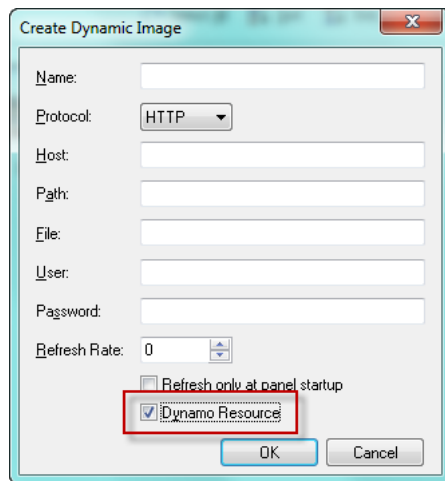 Create Dynamic Image
Name:
Protocol: HTTP
Host:
Path:
File:
User:
Password:
Refresh Rate: 0
Refresh only at panel startup
Dynamo Resource
OK Cancel